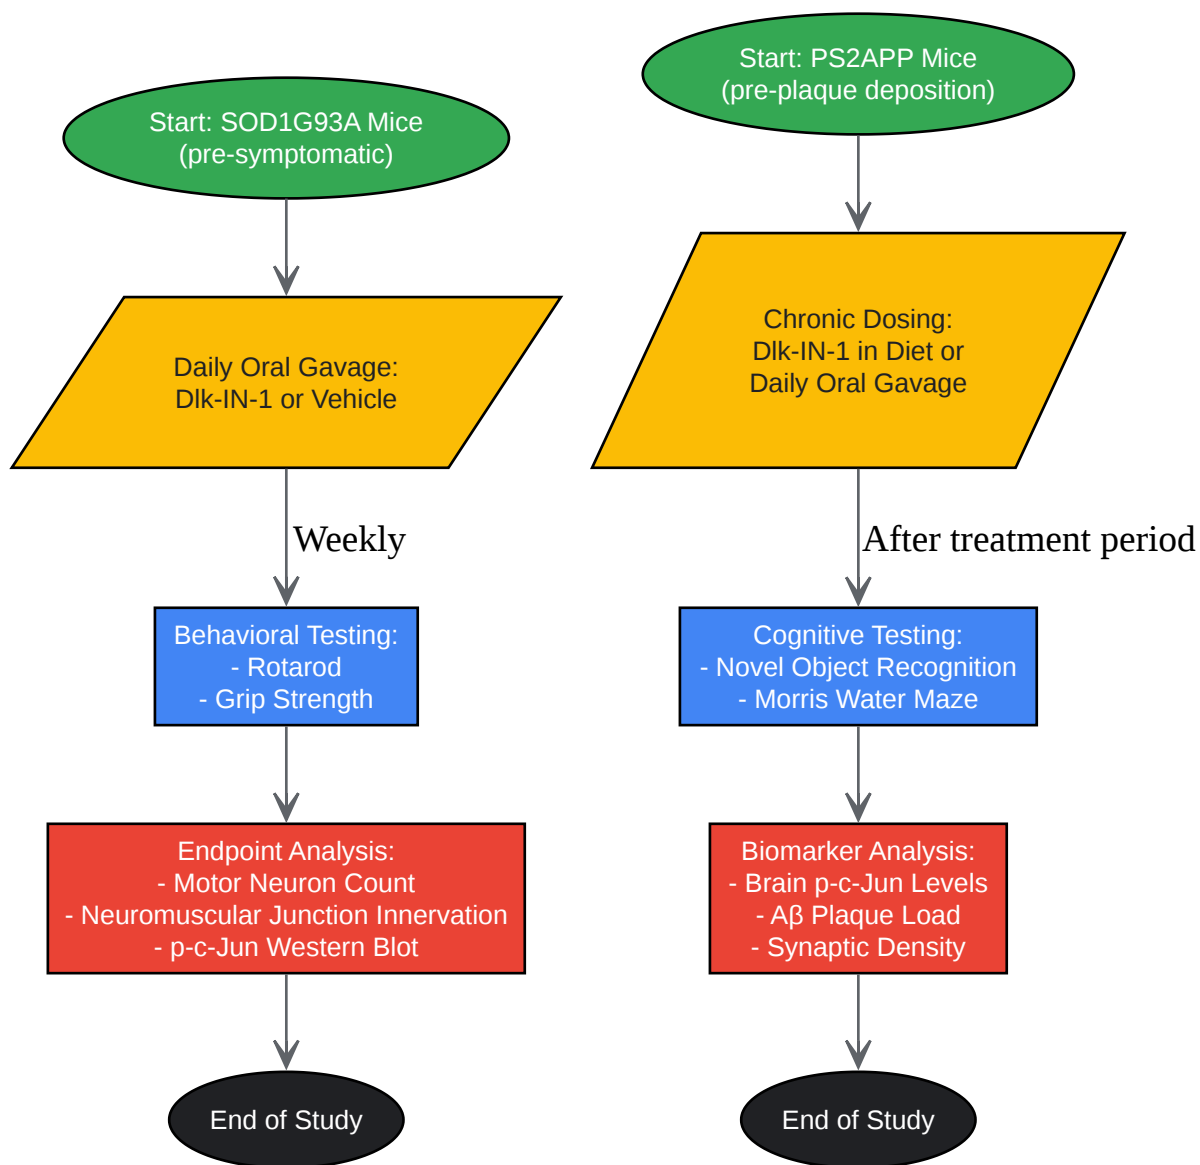 Start: SOD1G93A Mice
(pre-symptomatic)
Daily Oral Gavage:
Dlk-IN-1 or Vehicle
Weekly
Behavioral Testing:
- Rotarod
- Grip Strength
Endpoint Analysis:
- Motor Neuron Count
- Neuromuscular Junction Innervation
- p-c-Jun Western Blot
End of Study
Start: PS2APP Mice
(pre-plaque deposition)
Chronic Dosing:
Dlk-IN-1 in Diet or
Daily Oral Gavage
After treatment period
Cognitive Testing:
- Novel Object Recognition
- Morris Water Maze
Biomarker Analysis:
- Brain p-c-Jun Levels
- Aβ Plaque Load
- Synaptic Density
End of Study